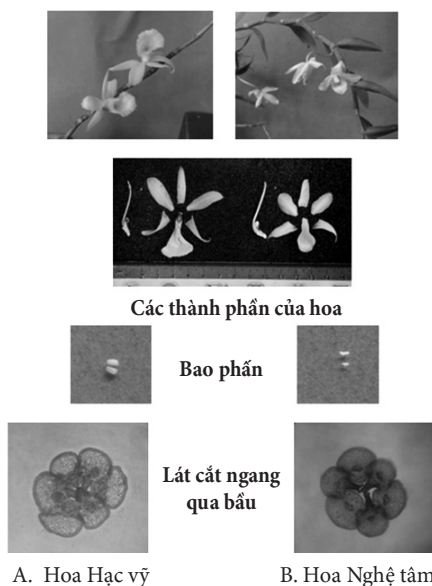 Các thành phần của hoa
Bao phấn
Lát cắt ngang
qua bầu
A. Hoa Hạc vỹ
B. Hoa Nghệ tâm